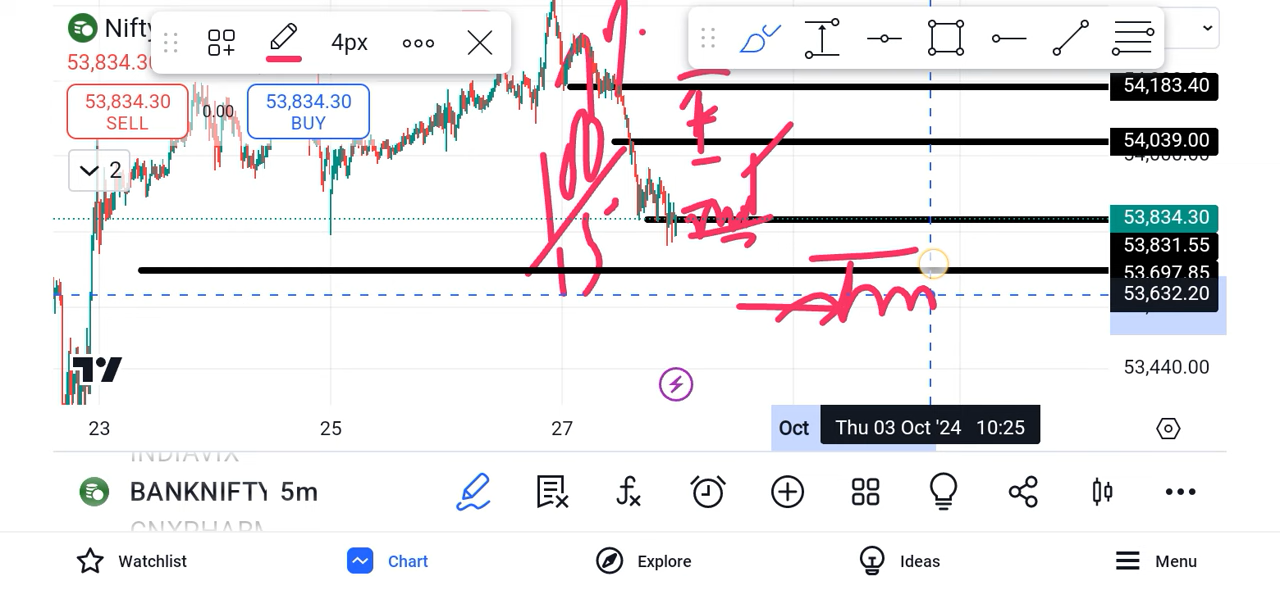 Nifty
4px
53,834.30
53,834.30
SELL
0.00
53,834.30
BUY
2
54,183.40
54,039.00
53,834.30
53,831.55
53,697.85
53,632.20
53,440.00
23
25
27
Oct
Thu 03 Oct '24 10:25
INDIAVIX
BANKNIFTY 5m
CNXPHARM
Watchlist
Chart
Explore
Ideas
Menu